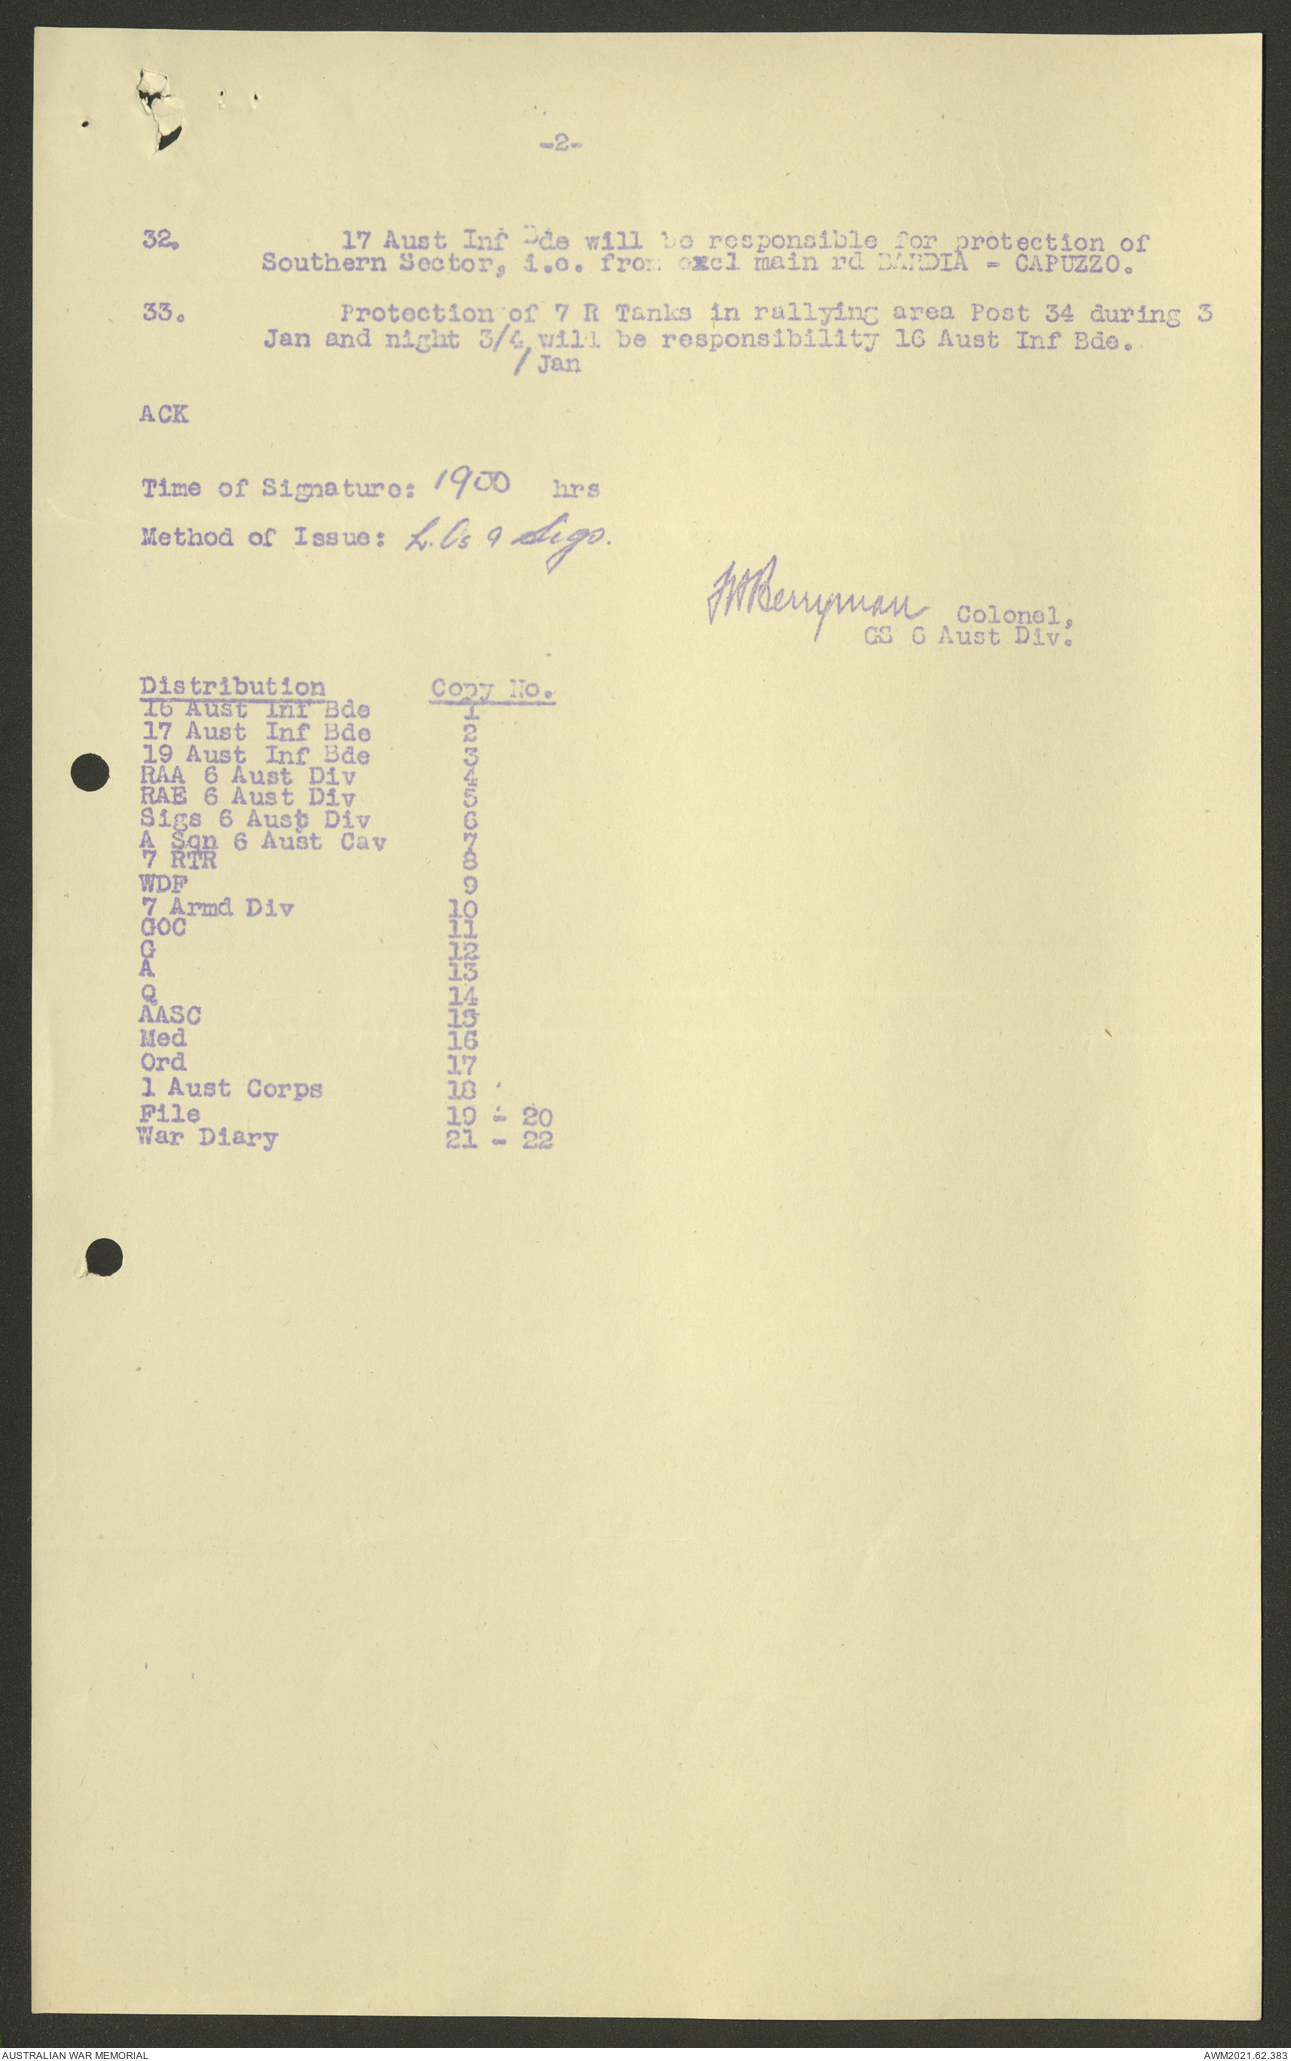 -2-
32. 17 Aust Inf Bde will be responsible for protection of
Southern Sector, i.e. from excl main rd BARDIA - CAPUZZO.
33. Protection of 7 R Tanks in rallying area Post 34 during 3
Jan and night 3/4 will be responsibility 16 Aust Inf Bde.
/ Jan
ACK
Time of Signature: 1900 hrs
Method of Issue: L.Os & Sigs.
FHBerryman Colonel,
GS 6 Aust Div.
Distribution Copy No.
16 Aust Inf Bde 1
17 Aust Inf Bde 2
19 Aust Inf Bde 3
RAA 6 Aust Div 4
RAE 6 Aust Div 5
Sigs 6 Aust Div 6
A Sqn 6 Aust Cav 7
7 RTR 8
WDF 9
7 Armd Div 10
GOC 11
G 12
A 13
Q 14
AASC 15
Med 16
Ord 17
1 Aust Corps 18
File 19 - 20
War Diary 21 - 22
AUSTRALIAN WAR MEMORIAL AWM2021.62.383